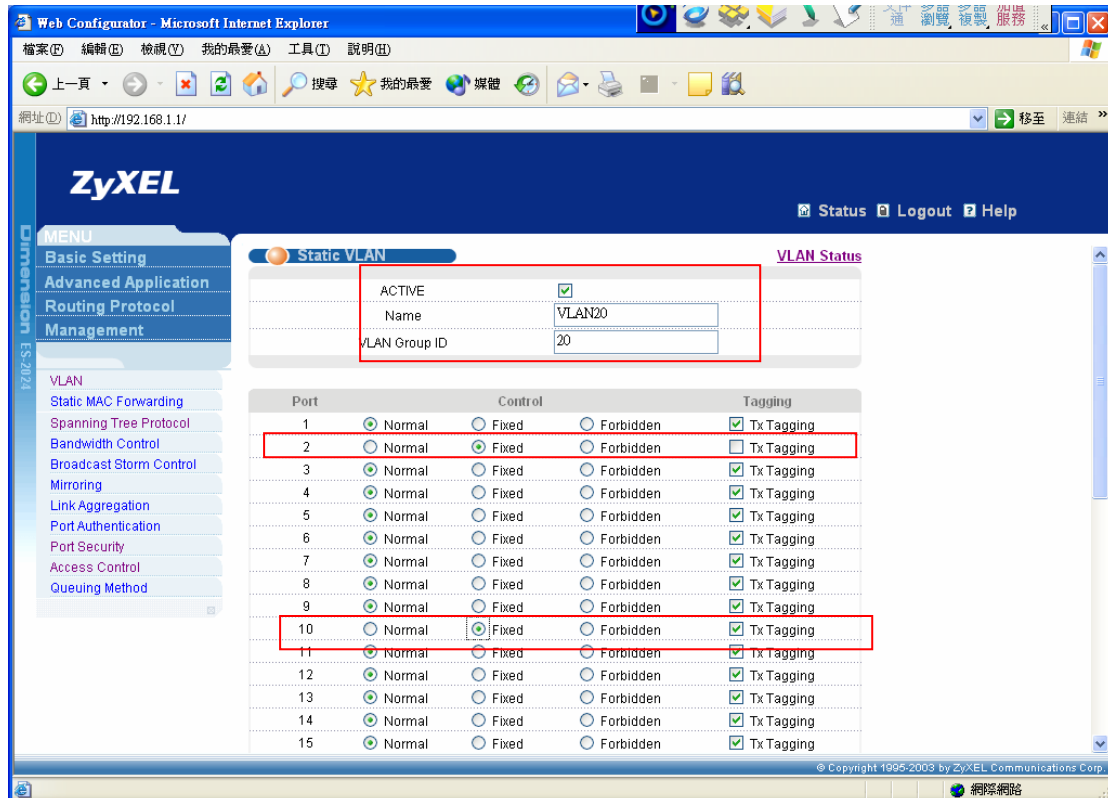 Web Configurator - Microsoft Internet Explorer
瀏覽 複製 服務
檔案(F) 編輯(E) 檢視(V) 我的最愛(A) 工具(T) 說明(H)
上一頁 搜尋 我的最愛 媒體
網址(D) http://192.168.1.1/ 移至 連結 »
ZyXEL
Status Logout Help
Dimension ES-2024
MENU
Basic Setting
Advanced Application
Routing Protocol
Management
VLAN
Static MAC Forwarding
Spanning Tree Protocol
Bandwidth Control
Broadcast Storm Control
Mirroring
Link Aggregation
Port Authentication
Port Security
Access Control
Queuing Method
Static VLAN VLAN Status
ACTIVE
Name VLAN20
VLAN Group ID 20
Port Control Tagging
1 Normal Fixed Forbidden Tx Tagging
2 Normal Fixed Forbidden Tx Tagging
3 Normal Fixed Forbidden Tx Tagging
4 Normal Fixed Forbidden Tx Tagging
5 Normal Fixed Forbidden Tx Tagging
6 Normal Fixed Forbidden Tx Tagging
7 Normal Fixed Forbidden Tx Tagging
8 Normal Fixed Forbidden Tx Tagging
9 Normal Fixed Forbidden Tx Tagging
10 Normal Fixed Forbidden Tx Tagging
11 Normal Fixed Forbidden Tx Tagging
12 Normal Fixed Forbidden Tx Tagging
13 Normal Fixed Forbidden Tx Tagging
14 Normal Fixed Forbidden Tx Tagging
15 Normal Fixed Forbidden Tx Tagging
© Copyright 1995-2003 by ZyXEL Communications Corp.
網際網路